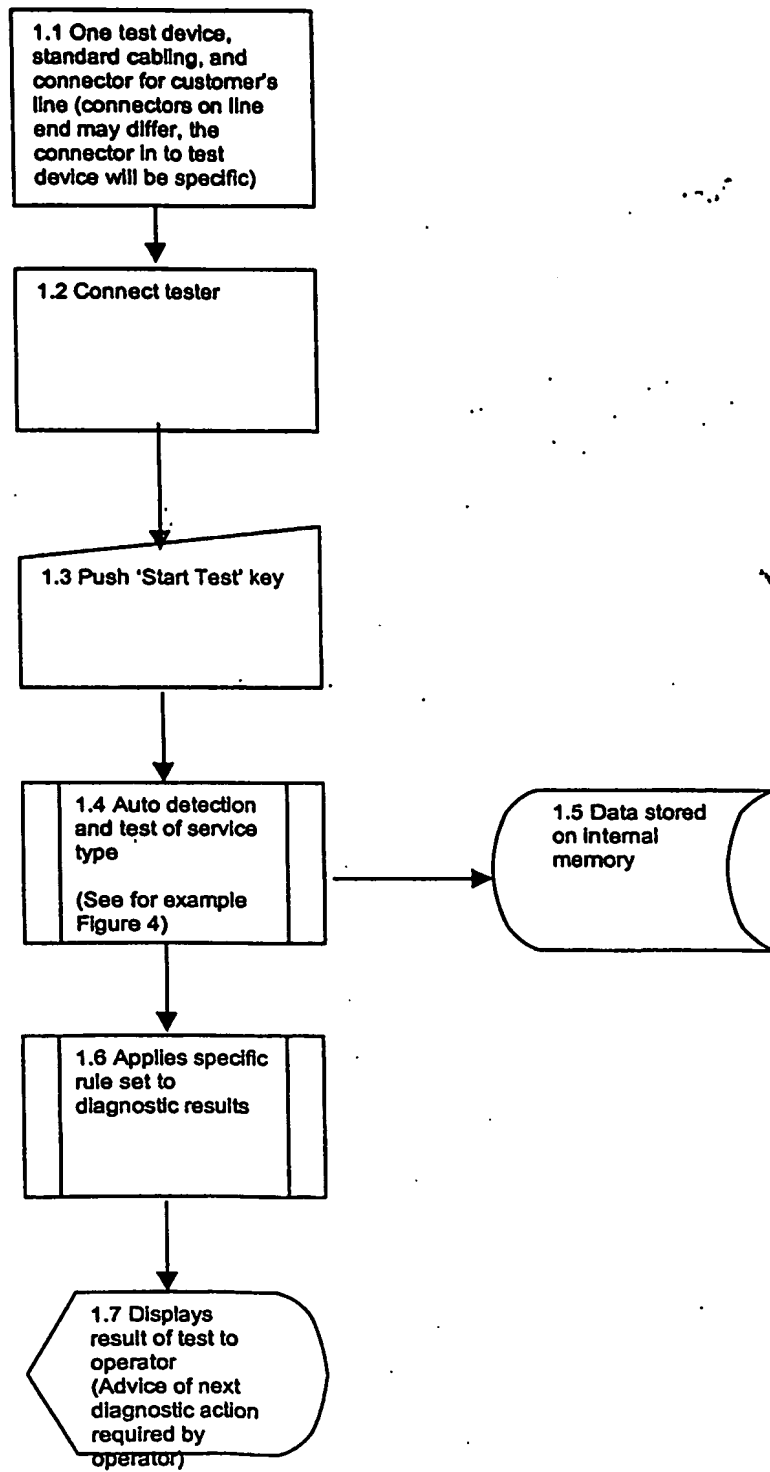 1.1 One test device,
standard cabling, and
connector for customer's
line (connectors on line
end may differ, the
connector in to test
device will be specific)
1.2 Connect tester
1.3 Push 'Start Test' key
1.4 Auto detection
and test of service
type
(See for example
Figure 4)
1.5 Data stored
on internal
memory
1.6 Applies specific
rule set to
diagnostic results
1.7 Displays
result of test to
operator
(Advice of next
diagnostic action
required by
operator)